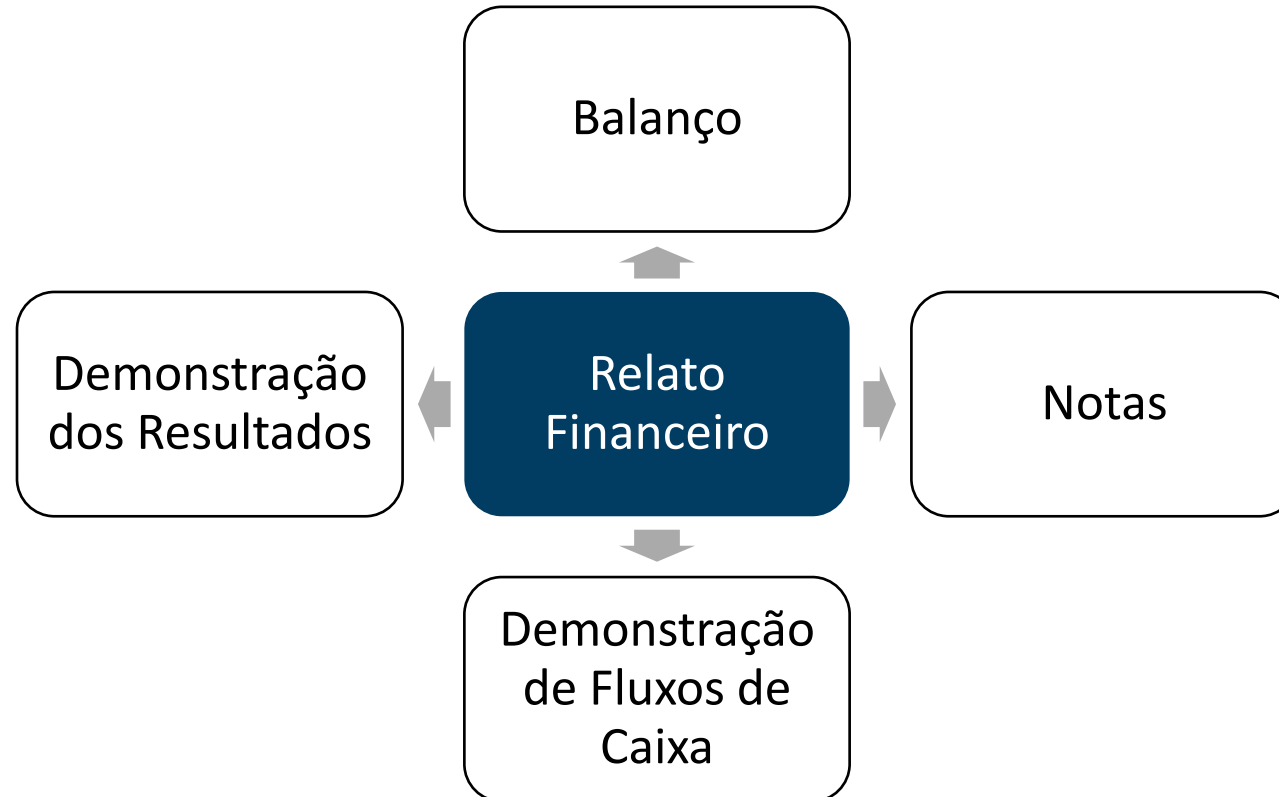 Balanço
Demonstração
dos Resultados
Relato
Financeiro
Notas
Demonstração
de Fluxos de
Caixa